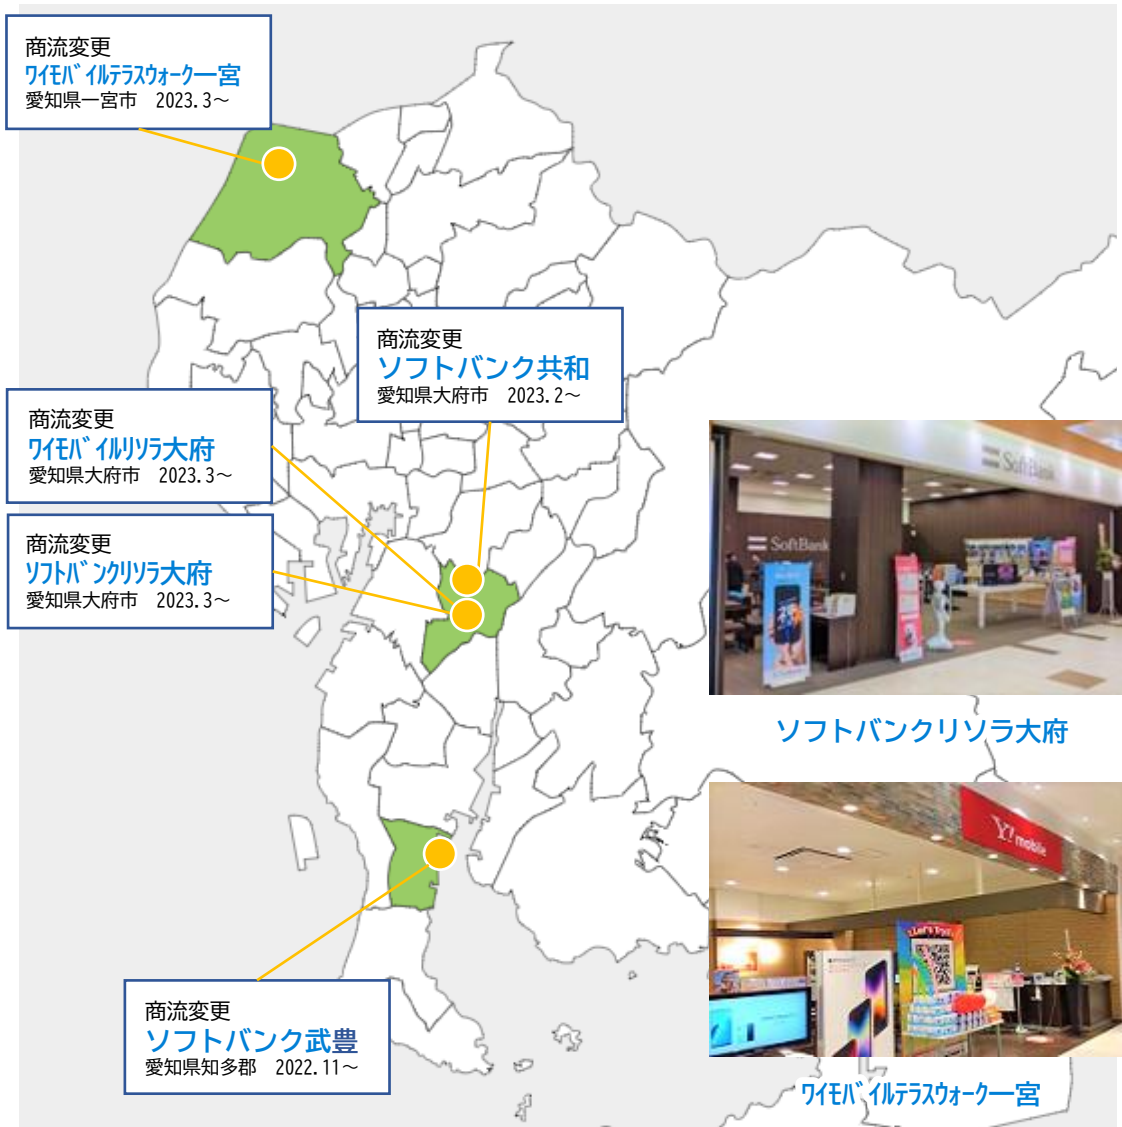 商流変更
ﾜｲﾓﾊﾞｲﾙﾃﾗｽｳｫｰｸ一宮
愛知県一宮市　2023.3～
商流変更
ソフトバンク共和
愛知県大府市　2023.2～
商流変更
ﾜｲﾓﾊﾞｲﾙﾘｿﾗ大府
愛知県大府市　2023.3～
商流変更
ｿﾌﾄﾊﾞﾝｸﾘｿﾗ大府
愛知県大府市　2023.3～
SoftBank
SoftBank
ソフトバンクリソラ大府
Y! mobile
Let's Try!
ﾜｲﾓﾊﾞｲﾙﾃﾗｽｳｫｰｸ一宮
商流変更
ソフトバンク武豊
愛知県知多郡　2022.11～